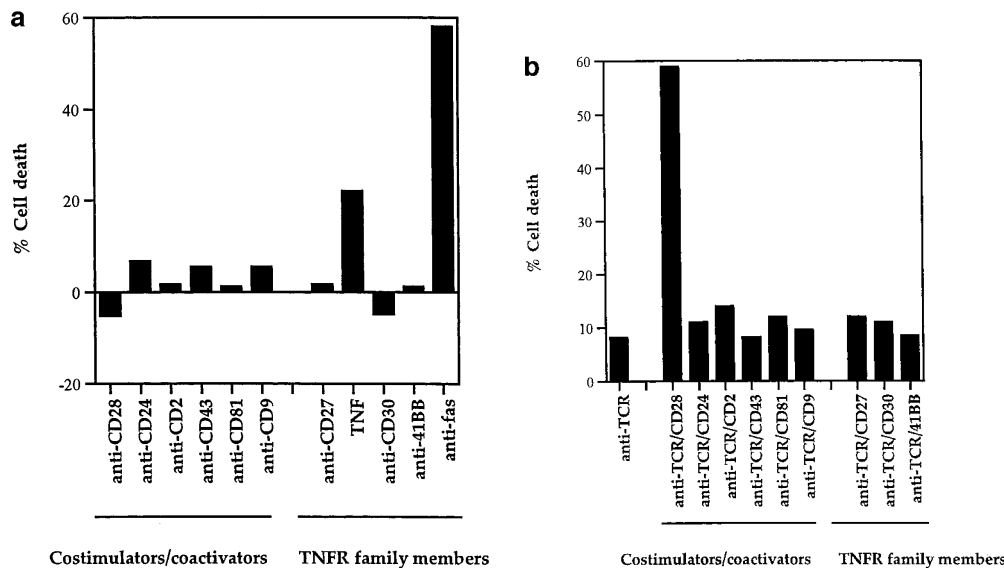 a
60
40
20
0
-20
% Cell death
anti-CD28
anti-CD24
anti-CD2
anti-CD43
anti-CD81
anti-CD9
anti-CD27
TNF
anti-CD30
anti-41BB
anti-fas
Costimulators/coactivators
TNFR family members
b
60
50
40
30
20
10
0
% Cell death
anti-TCR
anti-TCR/CD28
anti-TCR/CD24
anti-TCR/CD2
anti-TCR/CD43
anti-TCR/CD81
anti-TCR/CD9
anti-TCR/CD27
anti-TCR/CD30
anti-TCR/41BB
Costimulators/coactivators
TNFR family members